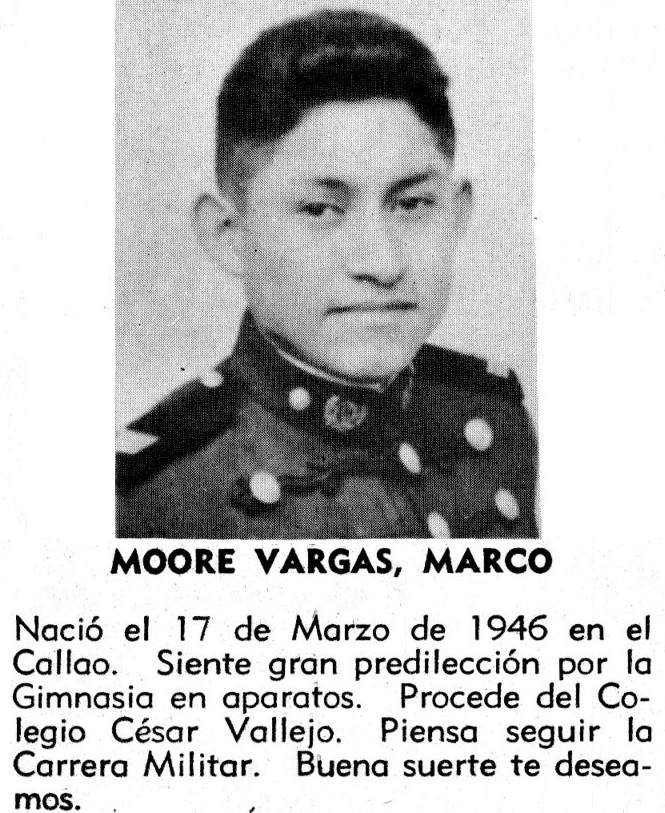 MOORE VARGAS, MARCO
Nació el 17 de Marzo de 1946 en el
Callao. Siente gran predilección por la
Gimnasia en aparatos. Procede del Co-
legio César Vallejo. Piensa seguir la
Carrera Militar. Buena suerte te desea-
mos.